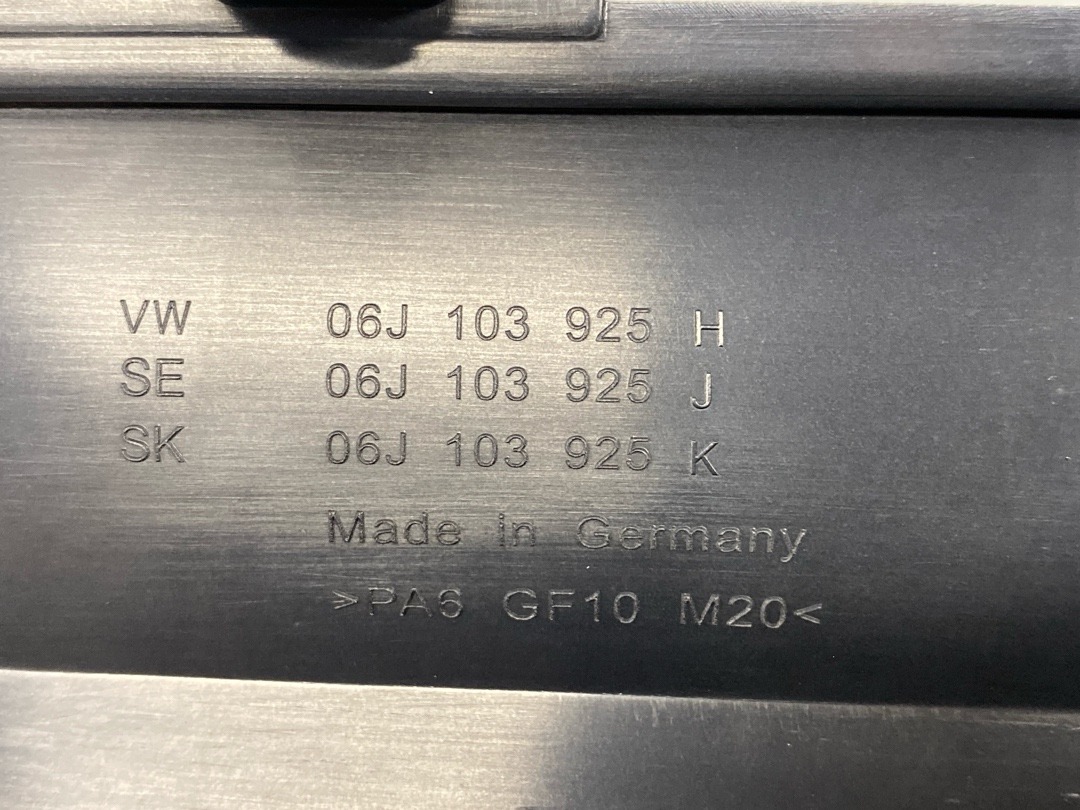 VW 06J 103 925 H
SE 06J 103 925 J
SK 06J 103 925 K
Made in Germany
>PA6 GF10 M20<